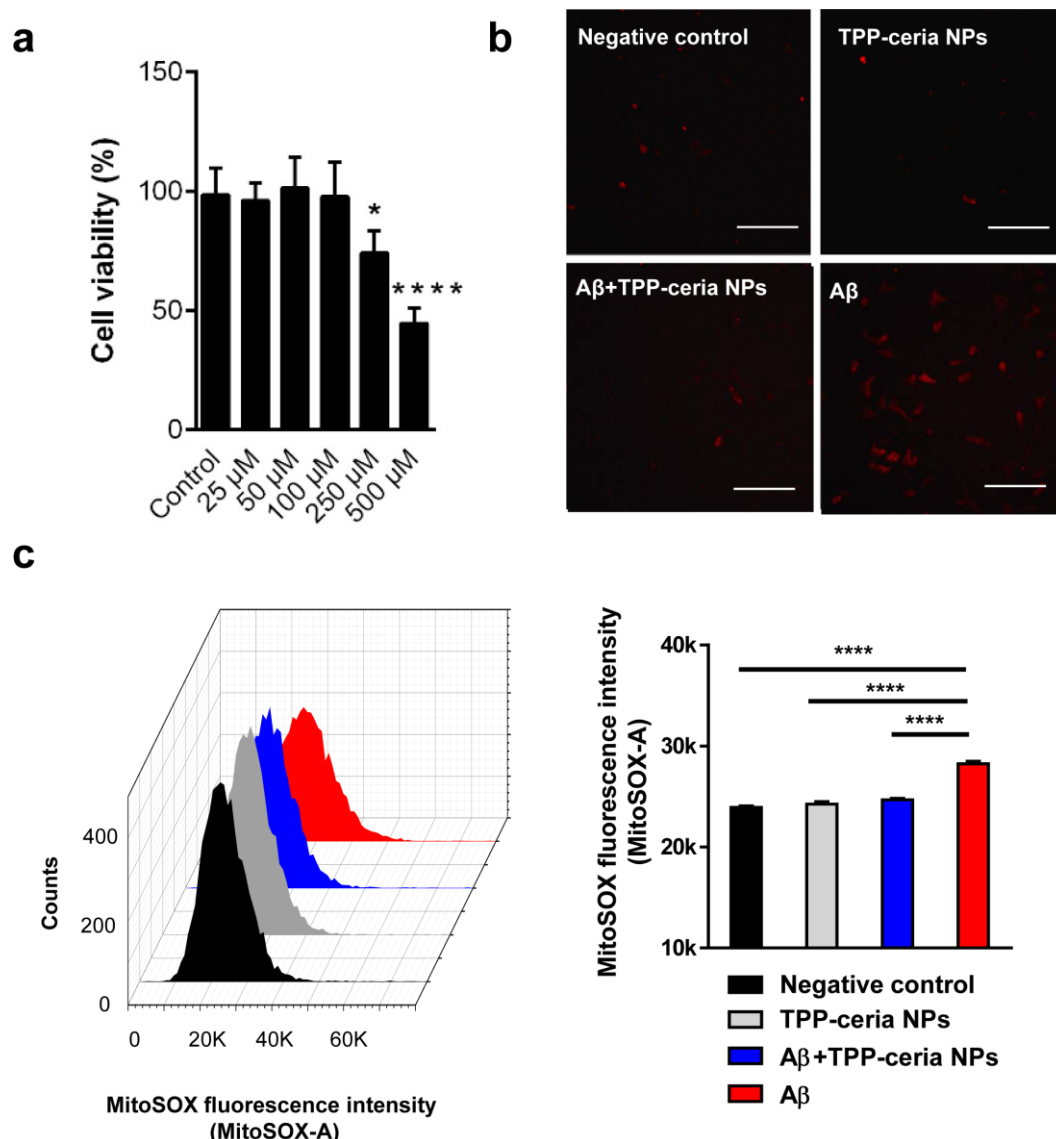 a
150
100
50
0
Cell viability (%)
*
****
Control
25 µM
50 µM
100 µM
250 µM
500 µM
b
Negative control
TPP-ceria NPs
Aβ+TPP-ceria NPs
Aβ
c
400
200
0
Counts
0 20K 40K 60K
MitoSOX fluorescence intensity
(MitoSOX-A)
MitoSOX fluorescence intensity
(MitoSOX-A)
40k
30k
20k
10k
****
****
****
Negative control
TPP-ceria NPs
Aβ+TPP-ceria NPs
Aβ